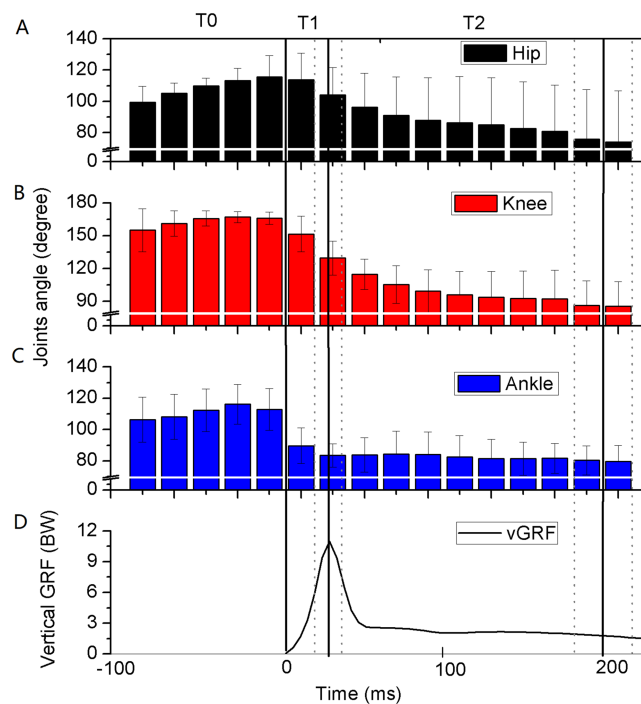 T0 T1 T2
A
140
120
100
80
0
Hip
B
180
150
120
90
0
Knee
Joints angle (degree)
C
140
120
100
80
0
Ankle
D
12
9
6
3
0
vGRF
Vertical GRF (BW)
-100 0 100 200
Time (ms)